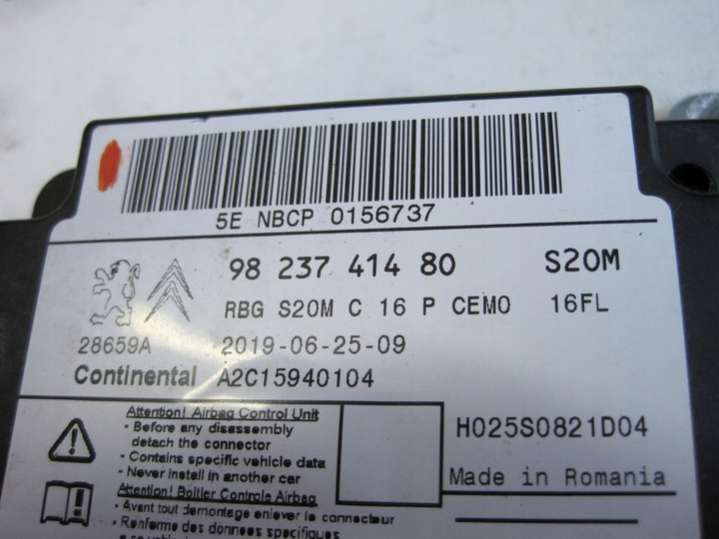 5E NBCP 0156737
98 237 414 80 S20M
RBG S20M C 16 P CEMO 16FL
28659A 2019-06-25-09
Continental A2C15940104
Attention! Airbag Control Unit
- Before any disassembly
detach the connector
- Contains specific vehicle data
- Never install in another car
H025S0821D04
Made in Romania
Attention! Boitier Controle Airbag
- Avant tout demontage enlever le connecteur
- Renferme des donnees specifiques